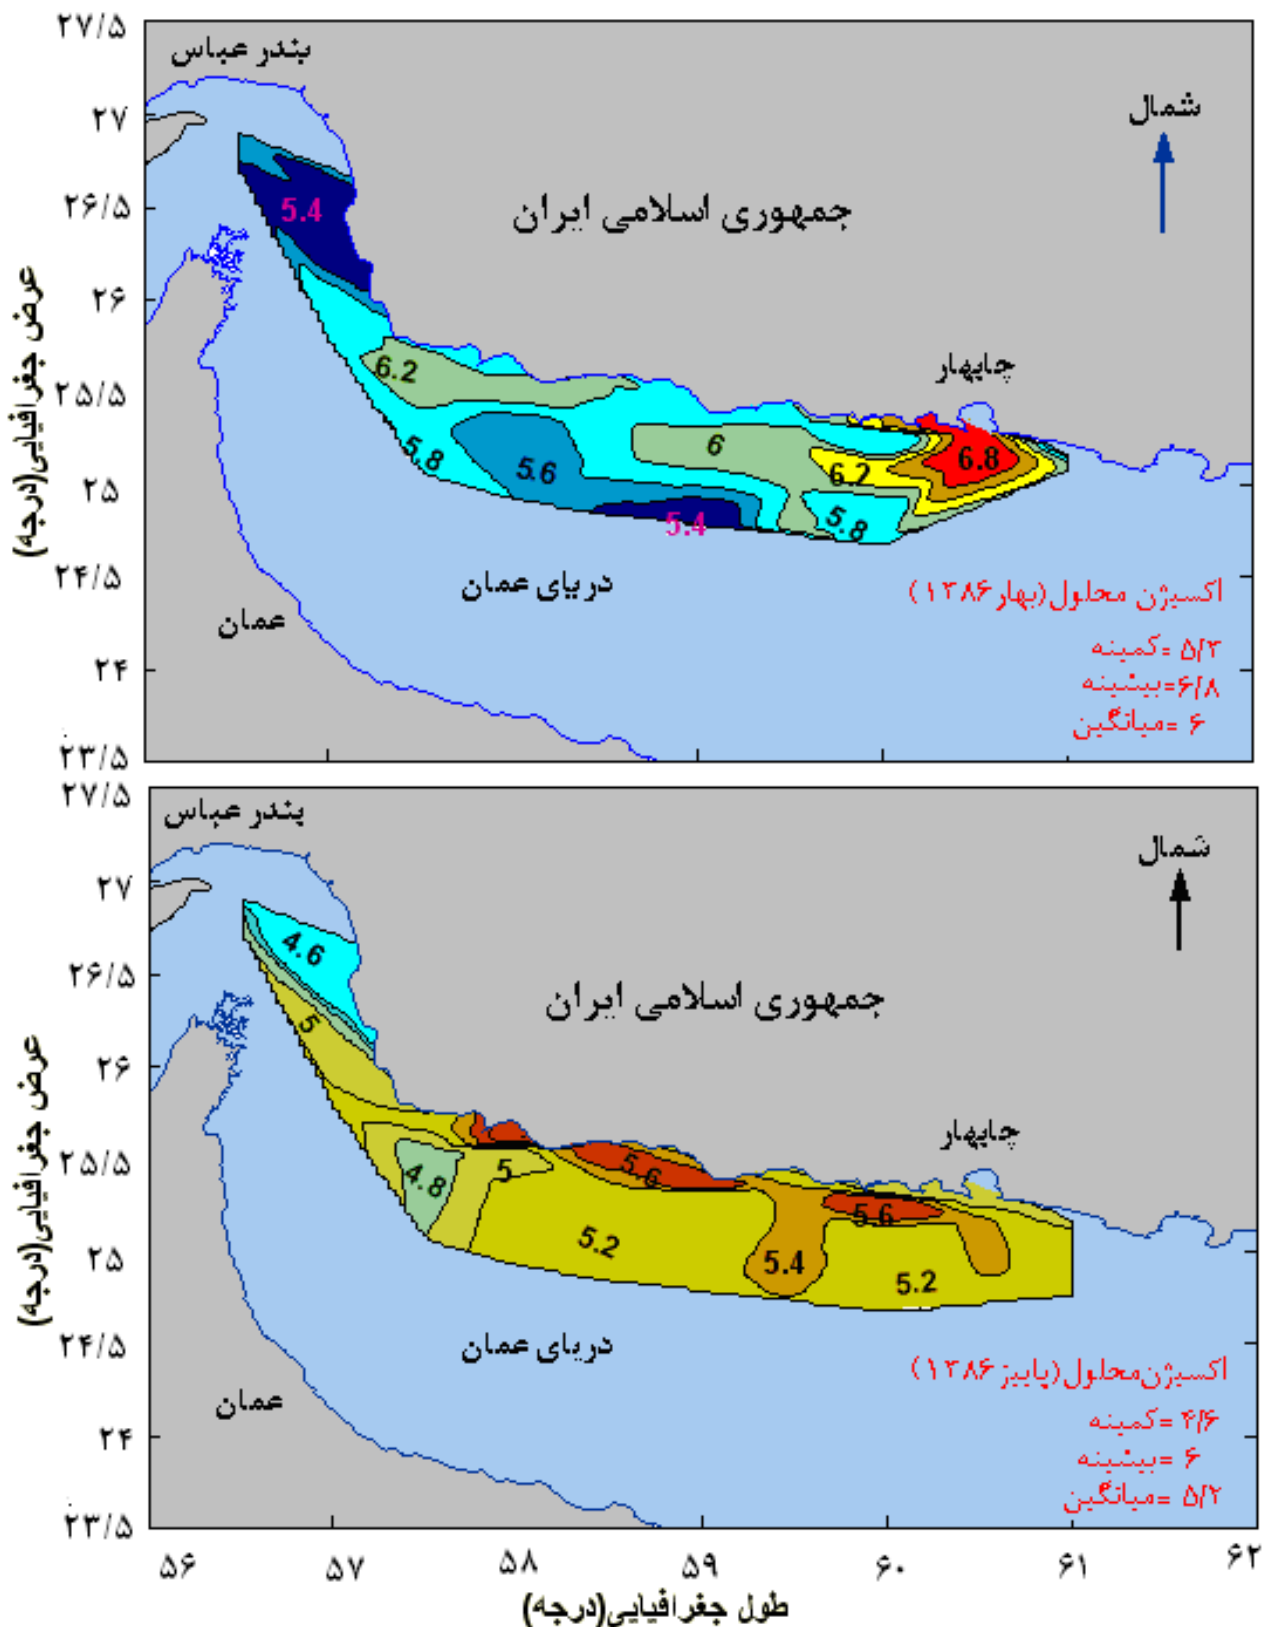 ۲۷/۵
بندر عباس
۲۷
شمال
۲۶/۵
5.4
جمهوری اسلامی ایران
۲۶
عرض جغرافیایی(درجه)
6.2
چابهار
۲۵/۵
5.8
5.6
6
6.2
6.8
۲۵
5.4
5.8
۲۴/۵
دریای عمان
اکسیژن محلول(بهار ۱۳۸۶)
عمان
۵/۳ =کمینه
۲۴
۶/۸=بیشینه
۶ =میانگین
۲۳/۵
۲۷/۵
بندر عباس
شمال
۲۷
4.6
۲۶/۵
جمهوری اسلامی ایران
5
۲۶
عرض جغرافیایی(درجه)
چابهار
۲۵/۵
4.8
5
5.6
5.6
5.2
5.4
5.2
۲۵
۲۴/۵
دریای عمان
اکسیژن محلول(پاییز ۱۳۸۶)
عمان
۴/۶ =کمینه
۲۴
۶ =بیشینه
۵/۲ =میانگین
۲۳/۵
۵۶ ۵۷ ۵۸ ۵۹ ۶۰ ۶۱ ۶۲
طول جغرافیایی(درجه)